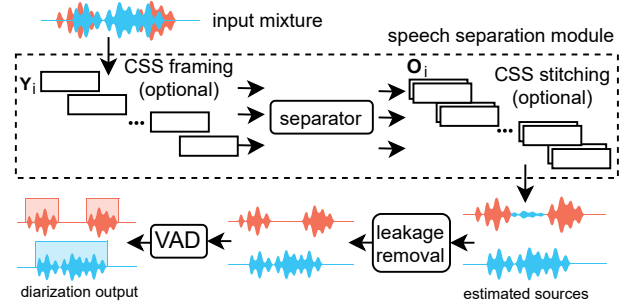 input mixture
speech separation module
Y i
CSS framing
(optional)
...
separator
O i
CSS stitching
(optional)
...
VAD
leakage
removal
diarization output
estimated sources